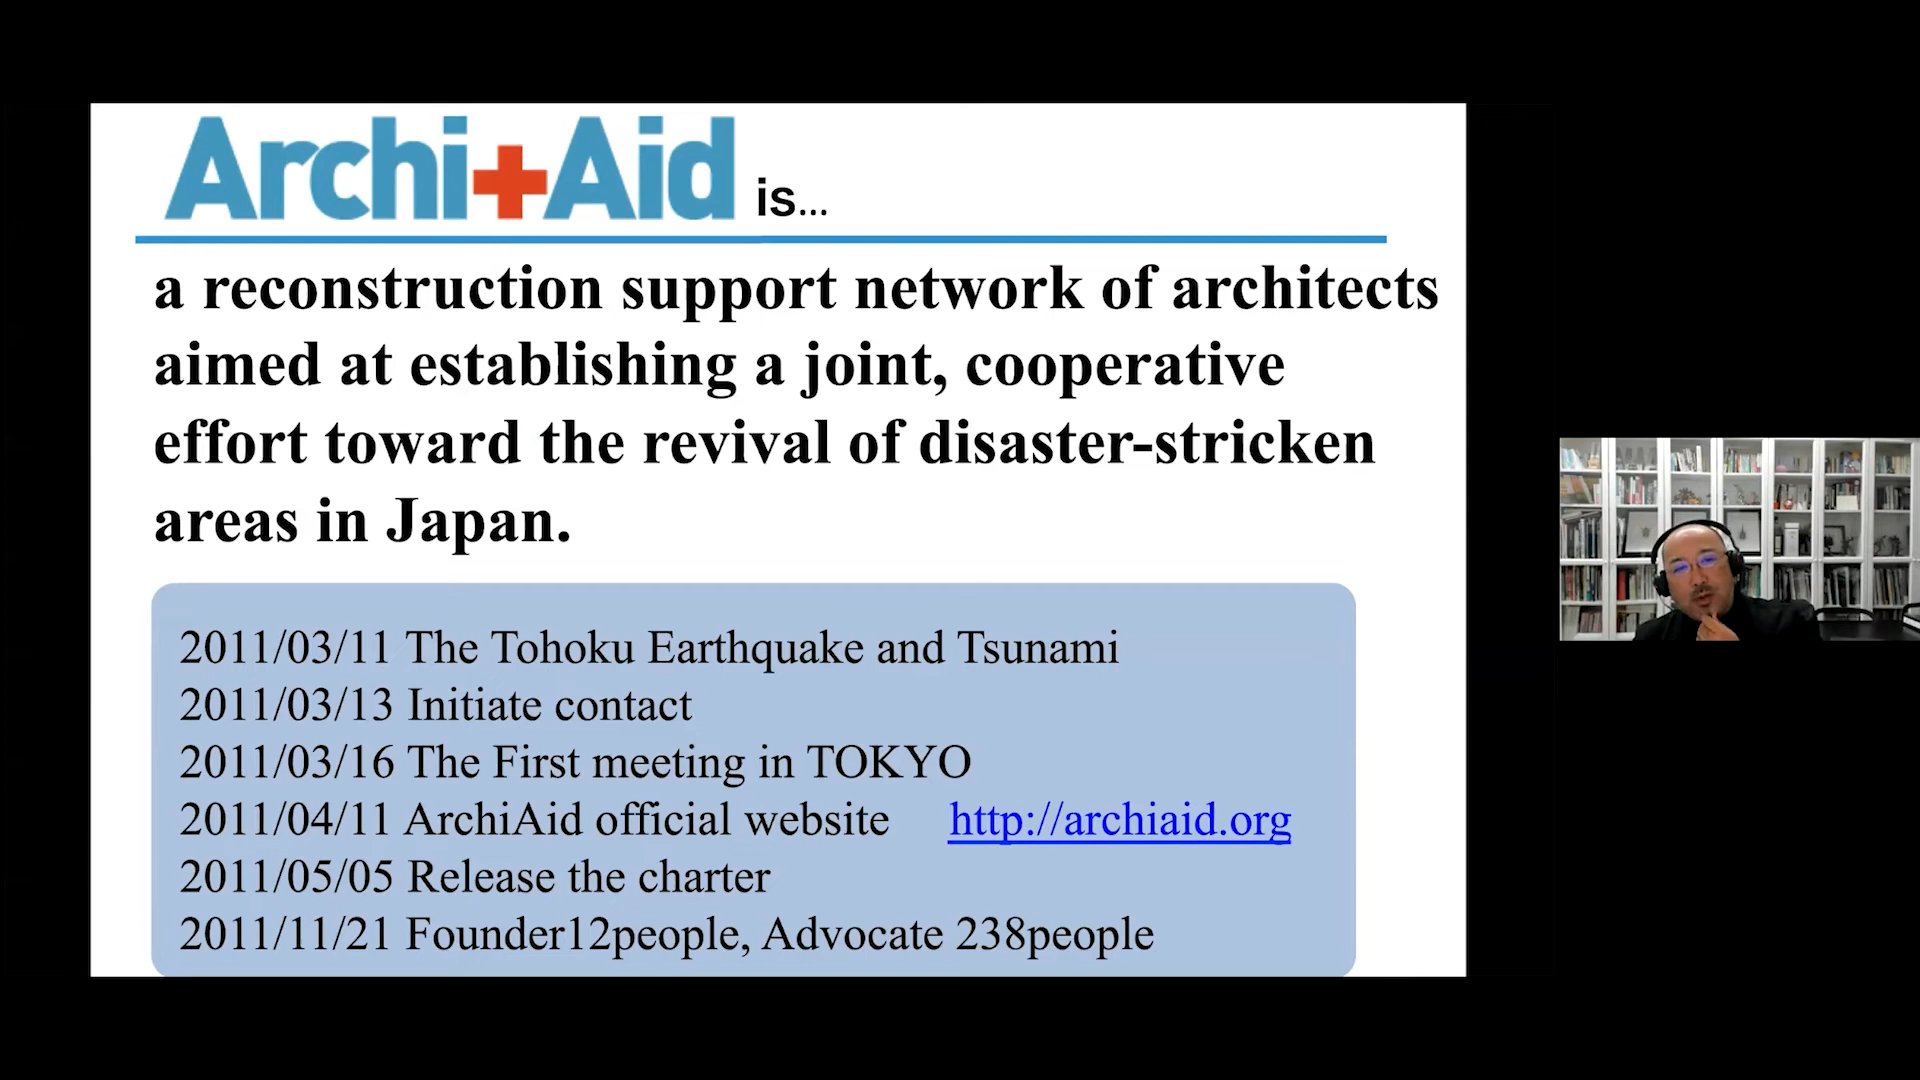 Archi+Aid is...
a reconstruction support network of architects
aimed at establishing a joint, cooperative
effort toward the revival of disaster-stricken
areas in Japan.
2011/03/11 The Tohoku Earthquake and Tsunami
2011/03/13 Initiate contact
2011/03/16 The First meeting in TOKYO
2011/04/11 ArchiAid official website http://archiaid.org
2011/05/05 Release the charter
2011/11/21 Founder12people, Advocate 238people